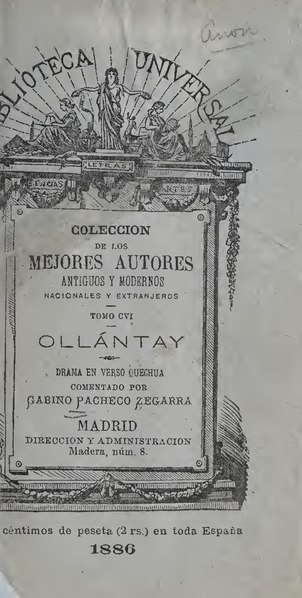 Anon
BIBLIOTECA UNIVERSAL
LETRAS
CIENCIAS ARTES
COLECCION
DE LOS
MEJORES AUTORES
ANTIGUOS Y MODERNOS
NACIONALES Y EXTRANJEROS
TOMO CVI
OLLÁNTAY
DRAMA EN VERSO QUECHUA
COMENTADO POR
GABINO PACHECO ZEGARRA
MADRID
DIRECCION Y ADMINISTRACION
Madera, núm. 8.
céntimos de peseta (2 rs.) en toda España
1886